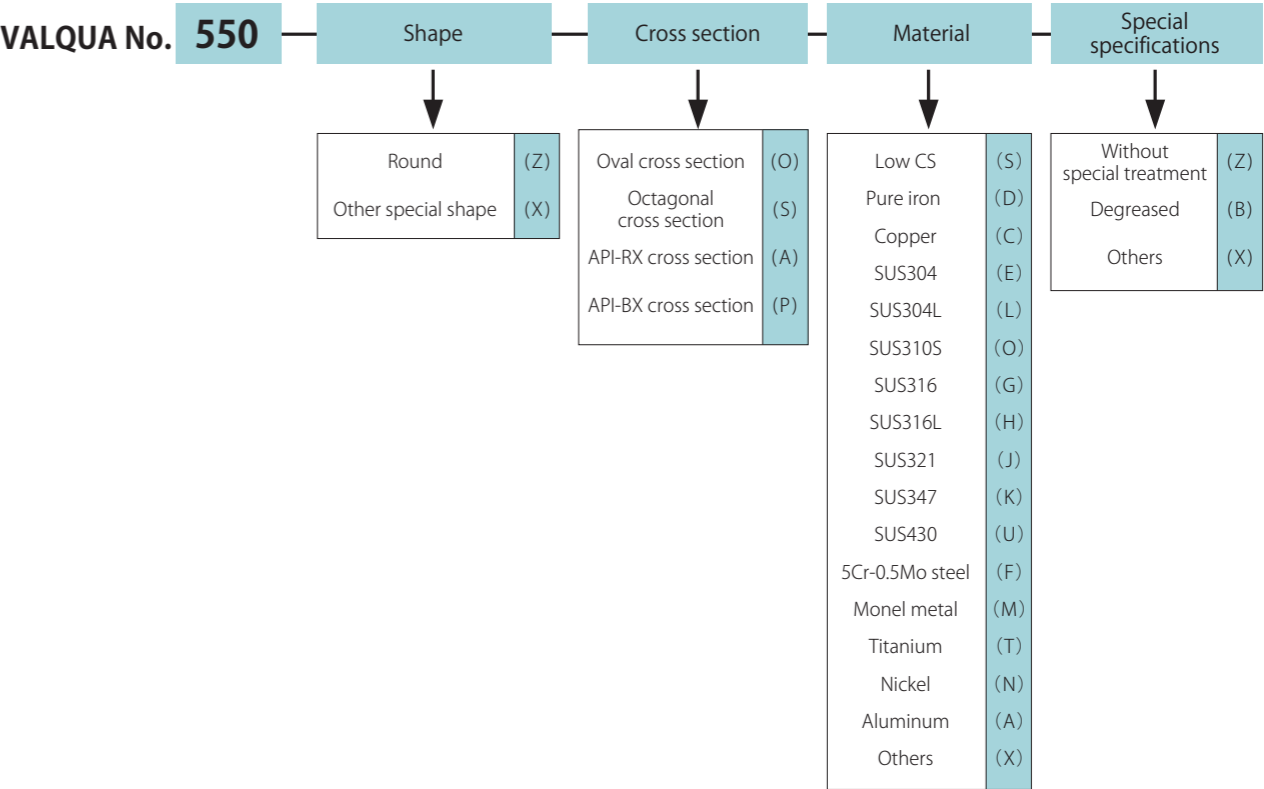 VALQUA No. 550
Shape
Cross section
Material
Special
specifications
Round (Z)
Other special shape (X)
Oval cross section (O)
Octagonal
cross section (S)
API-RX cross section (A)
API-BX cross section (P)
Low CS (S)
Pure iron (D)
Copper (C)
SUS304 (E)
SUS304L (L)
SUS310S (O)
SUS316 (G)
SUS316L (H)
SUS321 (J)
SUS347 (K)
SUS430 (U)
5Cr-0.5Mo steel (F)
Monel metal (M)
Titanium (T)
Nickel (N)
Aluminum (A)
Others (X)
Without
special treatment (Z)
Degreased (B)
Others (X)